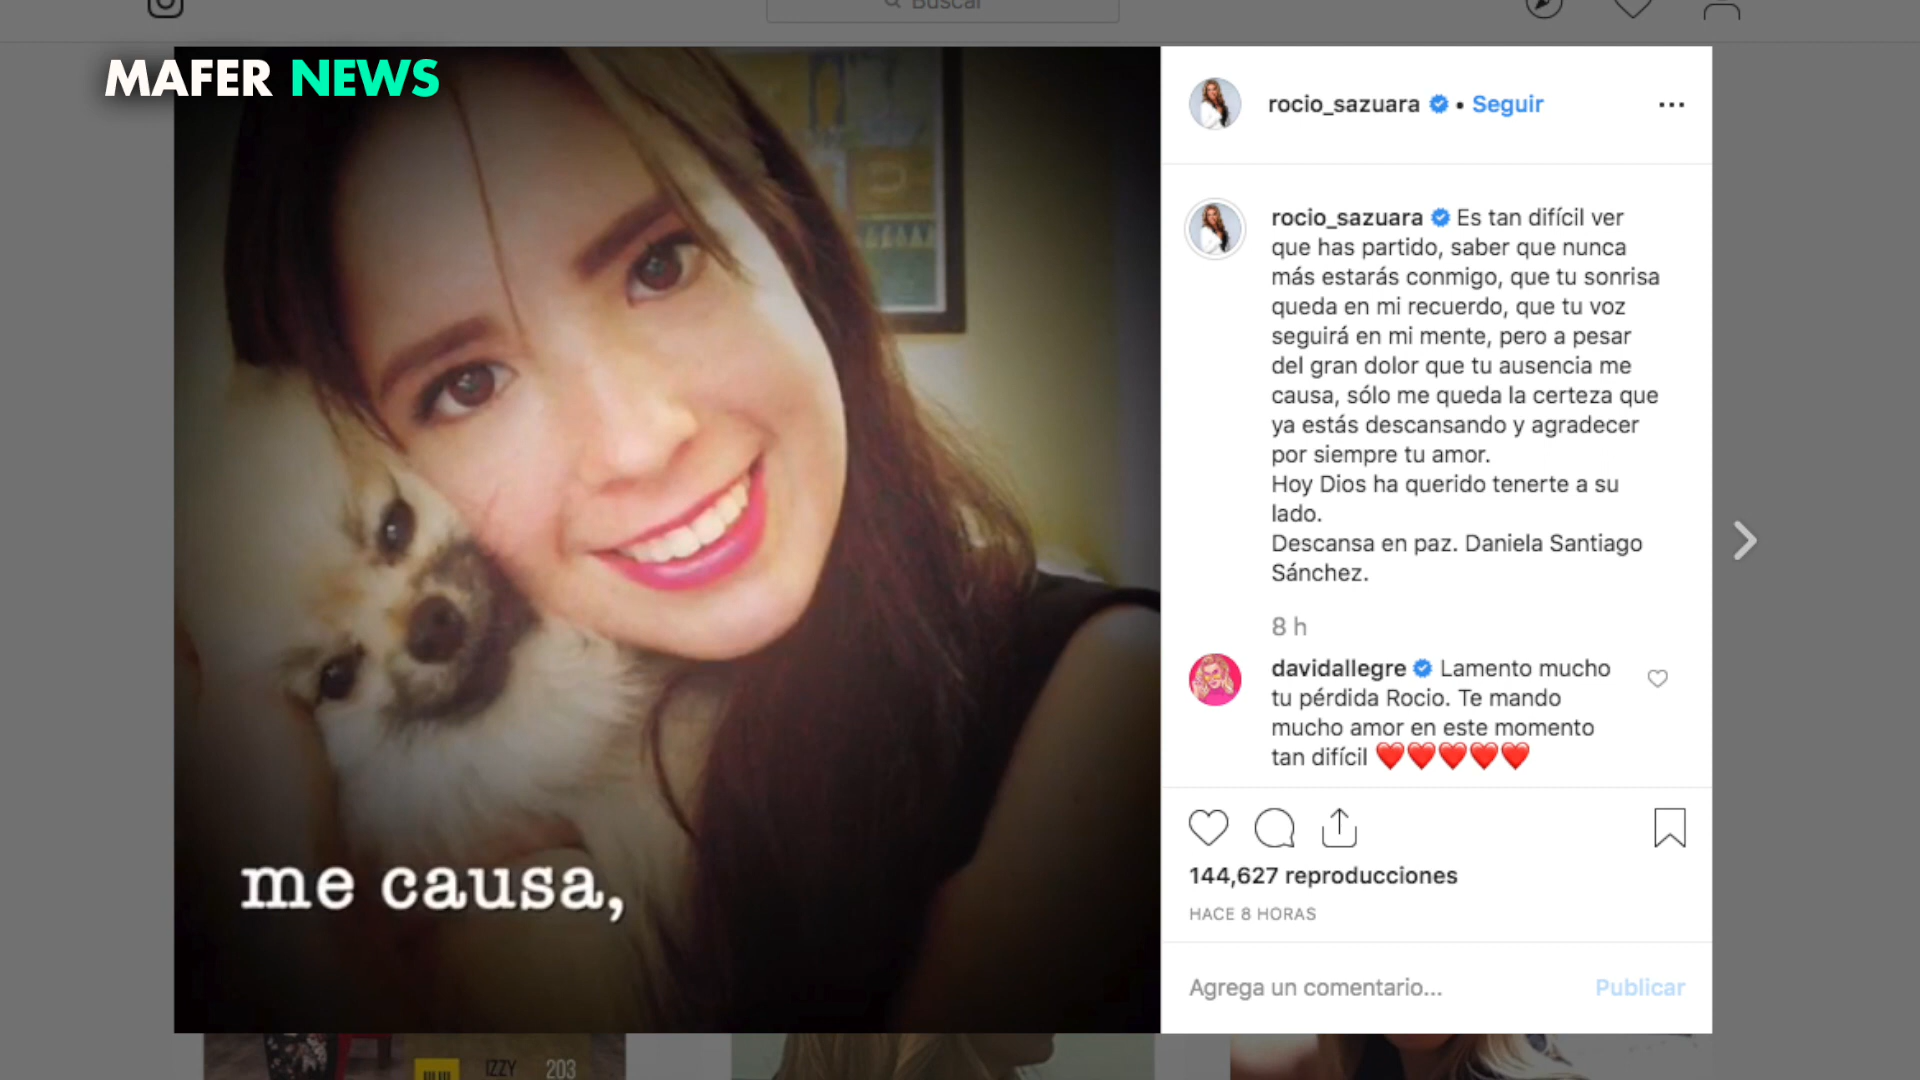 Buscar
MAFER NEWS
rocio_sazuara • Seguir
rocio_sazuara Es tan difícil ver
que has partido, saber que nunca
más estarás conmigo, que tu sonrisa
queda en mi recuerdo, que tu voz
seguirá en mi mente, pero a pesar
del gran dolor que tu ausencia me
causa, sólo me queda la certeza que
ya estás descansando y agradecer
por siempre tu amor.
Hoy Dios ha querido tenerte a su
lado.
Descansa en paz. Daniela Santiago
Sánchez.
8 h
davidallegre Lamento mucho
tu pérdida Rocio. Te mando
mucho amor en este momento
tan difícil ❤️❤️❤️❤️❤️
me causa,
144,627 reproducciones
HACE 8 HORAS
Agrega un comentario...
Publicar
IZZY 203